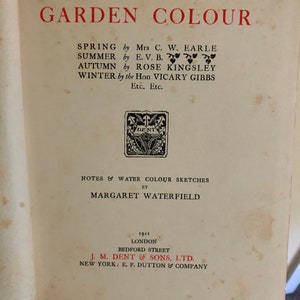 GARDEN COLOUR
SPRING by Mrs C. W. EARLE
SUMMER by E. V. B.
AUTUMN by ROSE KINGSLEY
WINTER by the Hon VICARY GIBBS
Etc. Etc.
DENT
NOTES & WATER COLOUR SKETCHES
BY
MARGARET WATERFIELD
1911
LONDON
BEDFORD STREET
J. M. DENT & SONS, LTD.
NEW YORK: E. P. DUTTON & COMPANY